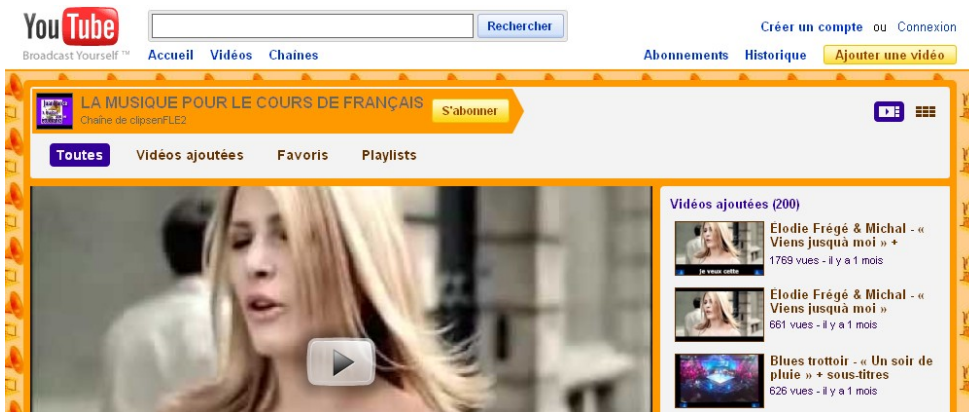 You Tube
Broadcast Yourself ™
Rechercher
Créer un compte ou Connexion
Accueil Vidéos Chaînes
Abonnements Historique Ajouter une vidéo
LA MUSIQUE POUR LE COURS DE FRANÇAIS
Chaîne de clipsenFLE2
S'abonner
Toutes Vidéos ajoutées Favoris Playlists
Vidéos ajoutées (200)
Élodie Frégé & Michal - «
Viens jusquà moi » +
1769 vues - il y a 1 mois
je veux cette
Élodie Frégé & Michal - «
Viens jusquà moi »
661 vues - il y a 1 mois
Blues trottoir - « Un soir de
pluie » + sous-titres
626 vues - il y a 1 mois